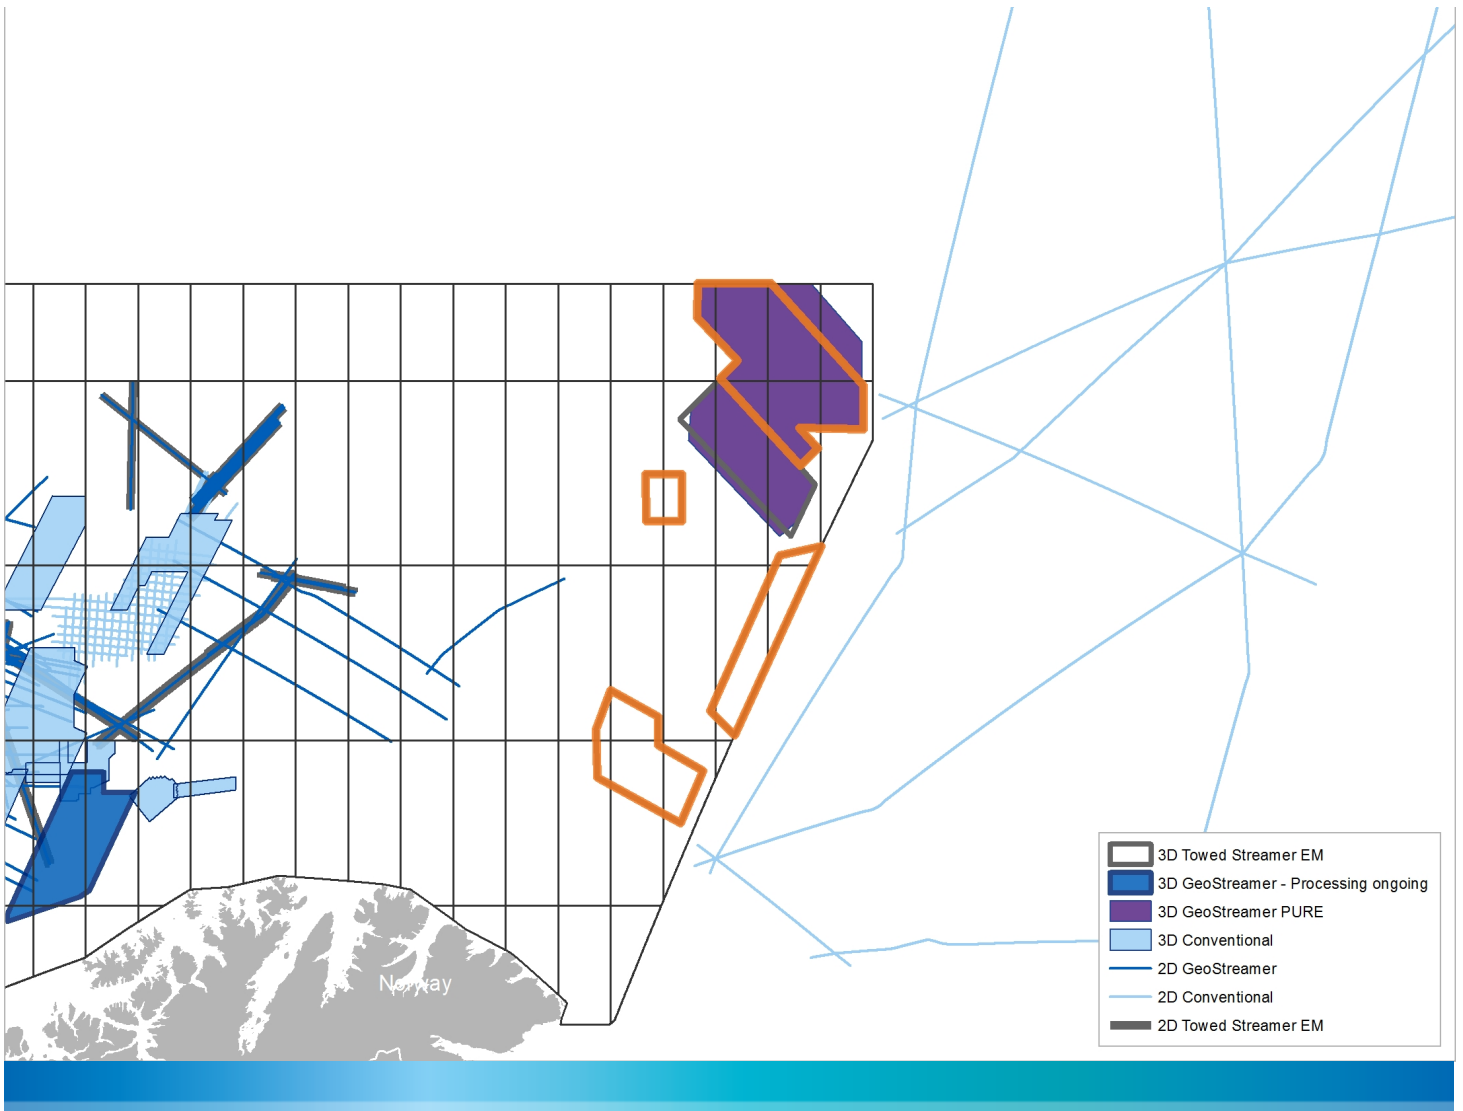 3D Towed Streamer EM
3D GeoStreamer - Processing ongoing
3D GeoStreamer PURE
3D Conventional
2D GeoStreamer
Norway
2D Conventional
2D Towed Streamer EM